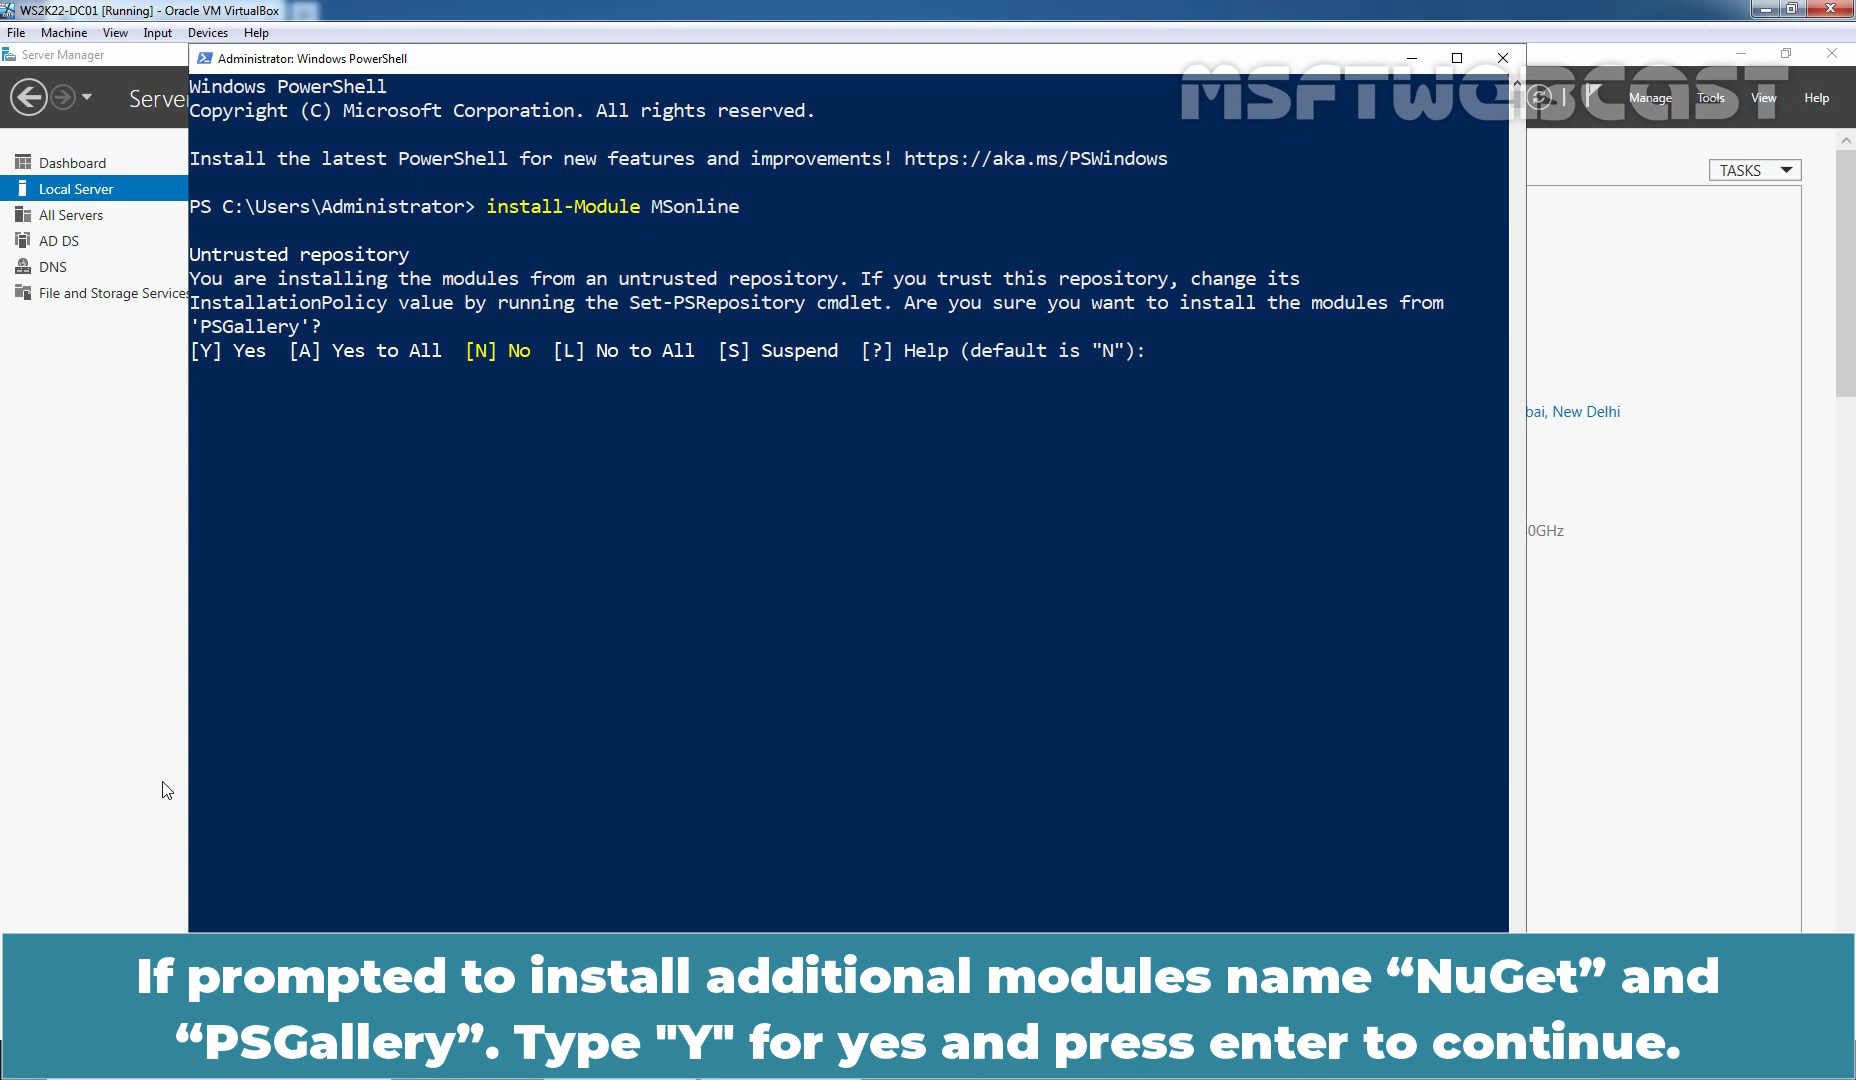 WS2K22-DC01 [Running] - Oracle VM VirtualBox
File Machine View Input Devices Help
Server Manager
Administrator: Windows PowerShell
MSFTWEBCAST
Manage Tools View Help
Dashboard
Local Server
All Servers
AD DS
DNS
File and Storage Services
TASKS
Windows PowerShell
Copyright (C) Microsoft Corporation. All rights reserved.
Install the latest PowerShell for new features and improvements! https://aka.ms/PSWindows
PS C:\Users\Administrator> install-Module MSonline
Untrusted repository
You are installing the modules from an untrusted repository. If you trust this repository, change its
InstallationPolicy value by running the Set-PSRepository cmdlet. Are you sure you want to install the modules from
'PSGallery'?
[Y] Yes [A] Yes to All [N] No [L] No to All [S] Suspend [?] Help (default is "N"):
bai, New Delhi
0GHz
If prompted to install additional modules name “NuGet” and
“PSGallery”. Type "Y" for yes and press enter to continue.